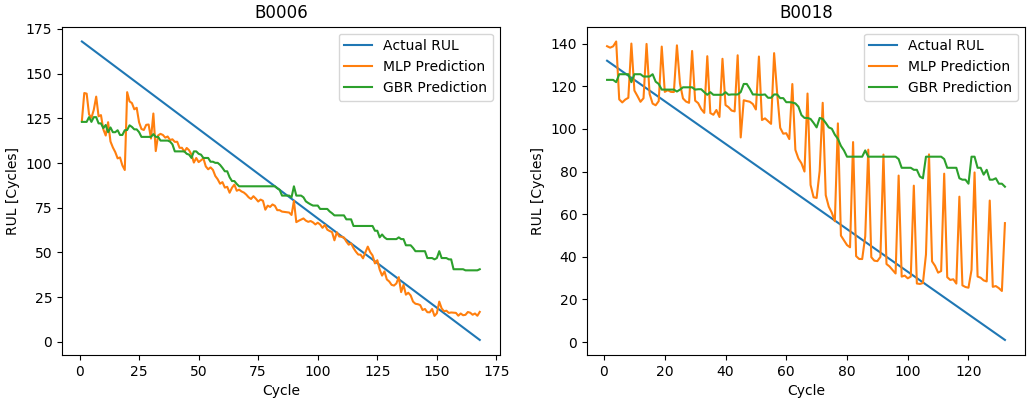 B0006
175
150
125
100
75
50
25
0
RUL [Cycles]
0 25 50 75 100 125 150 175
Cycle
Actual RUL
MLP Prediction
GBR Prediction
B0018
140
120
100
80
60
40
20
0
RUL [Cycles]
0 20 40 60 80 100 120
Cycle
Actual RUL
MLP Prediction
GBR Prediction